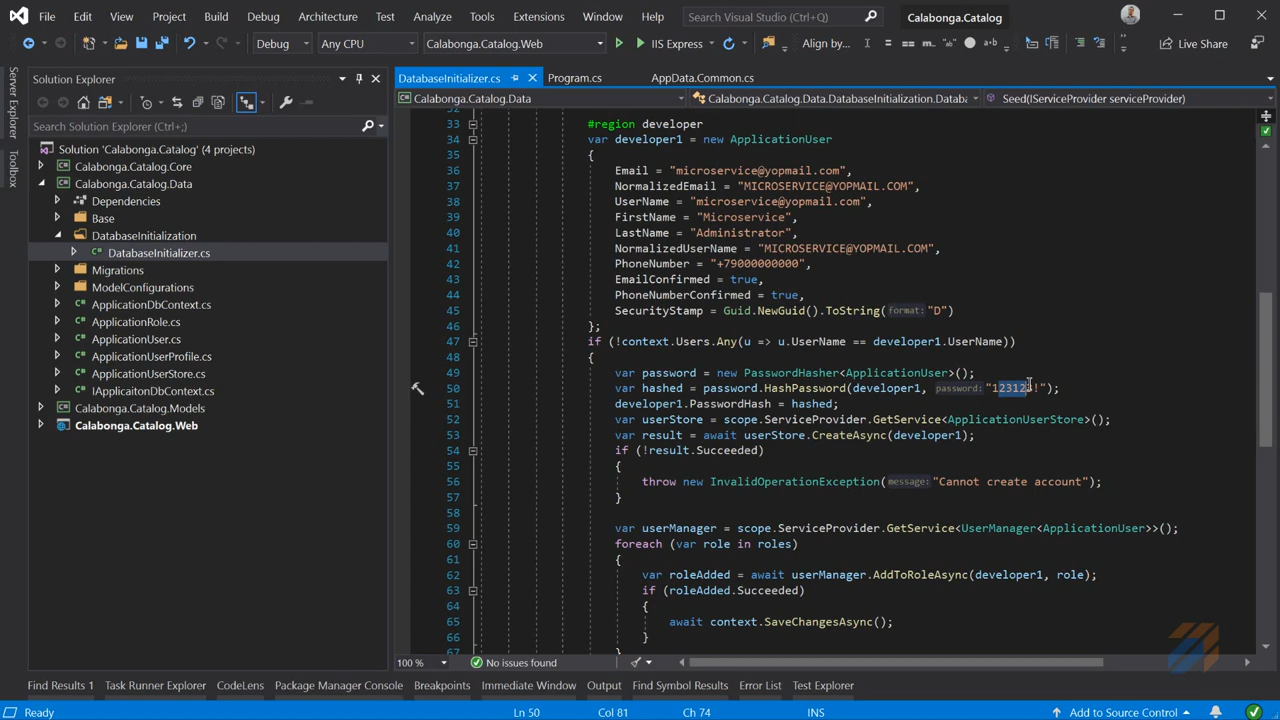 File Edit View Project Build Debug Architecture Test Analyze Tools Extensions Window Help Search Visual Studio (Ctrl+Q) Calabonga.Catalog
Debug Any CPU Calabonga.Catalog.Web IIS Express Align by... Live Share
Server Explorer
Toolbox
Solution Explorer
Search Solution Explorer (Ctrl+;)
Solution 'Calabonga.Catalog' (4 projects)
Calabonga.Catalog.Core
Calabonga.Catalog.Data
Dependencies
Base
DatabaseInitialization
DatabaseInitializer.cs
Migrations
ModelConfigurations
ApplicationDbContext.cs
ApplicationRole.cs
ApplicationUser.cs
ApplicationUserProfile.cs
ApplicationUserStore.cs
IApplicationDbContext.cs
Calabonga.Catalog.Models
Calabonga.Catalog.Web
DatabaseInitializer.cs Program.cs AppData.Common.cs
Calabonga.Catalog.Data Calabonga.Catalog.Data.DatabaseInitialization.Databa Seed(IServiceProvider serviceProvider)
33 #region developer
34 var developer1 = new ApplicationUser
35 {
36 Email = "microservice@yopmail.com",
37 NormalizedEmail = "MICROSERVICE@YOPMAIL.COM",
38 UserName = "microservice@yopmail.com",
39 FirstName = "Microservice",
40 LastName = "Administrator",
41 NormalizedUserName = "MICROSERVICE@YOPMAIL.COM",
42 PhoneNumber = "+79000000000",
43 EmailConfirmed = true,
44 PhoneNumberConfirmed = true,
45 SecurityStamp = Guid.NewGuid().ToString(format: "D")
46 };
47 if (!context.Users.Any(u => u.UserName == developer1.UserName))
48 {
49 var password = new PasswordHasher<ApplicationUser>();
50 var hashed = password.HashPassword(developer1, password:
51 developer1.PasswordHash = hashed;
52 var userStore = scope.ServiceProvider.GetService<ApplicationUserStore>();
53 var result = await userStore.CreateAsync(developer1);
54 if (!result.Succeeded)
55 {
56 throw new InvalidOperationException(message: "Cannot create account");
57 }
58
59 var userManager = scope.ServiceProvider.GetService<UserManager<ApplicationUser>>();
60 foreach (var role in roles)
61 {
62 var roleAdded = await userManager.AddToRoleAsync(developer1, role);
63 if (roleAdded.Succeeded)
64 {
65 await context.SaveChangesAsync();
66 }
100 % No issues found
Find Results 1 Task Runner Explorer CodeLens Package Manager Console Breakpoints Immediate Window Output Find Symbol Results Error List Test Explorer
Ready Ln 50 Col 81 Ch 74 INS Add to Source Control